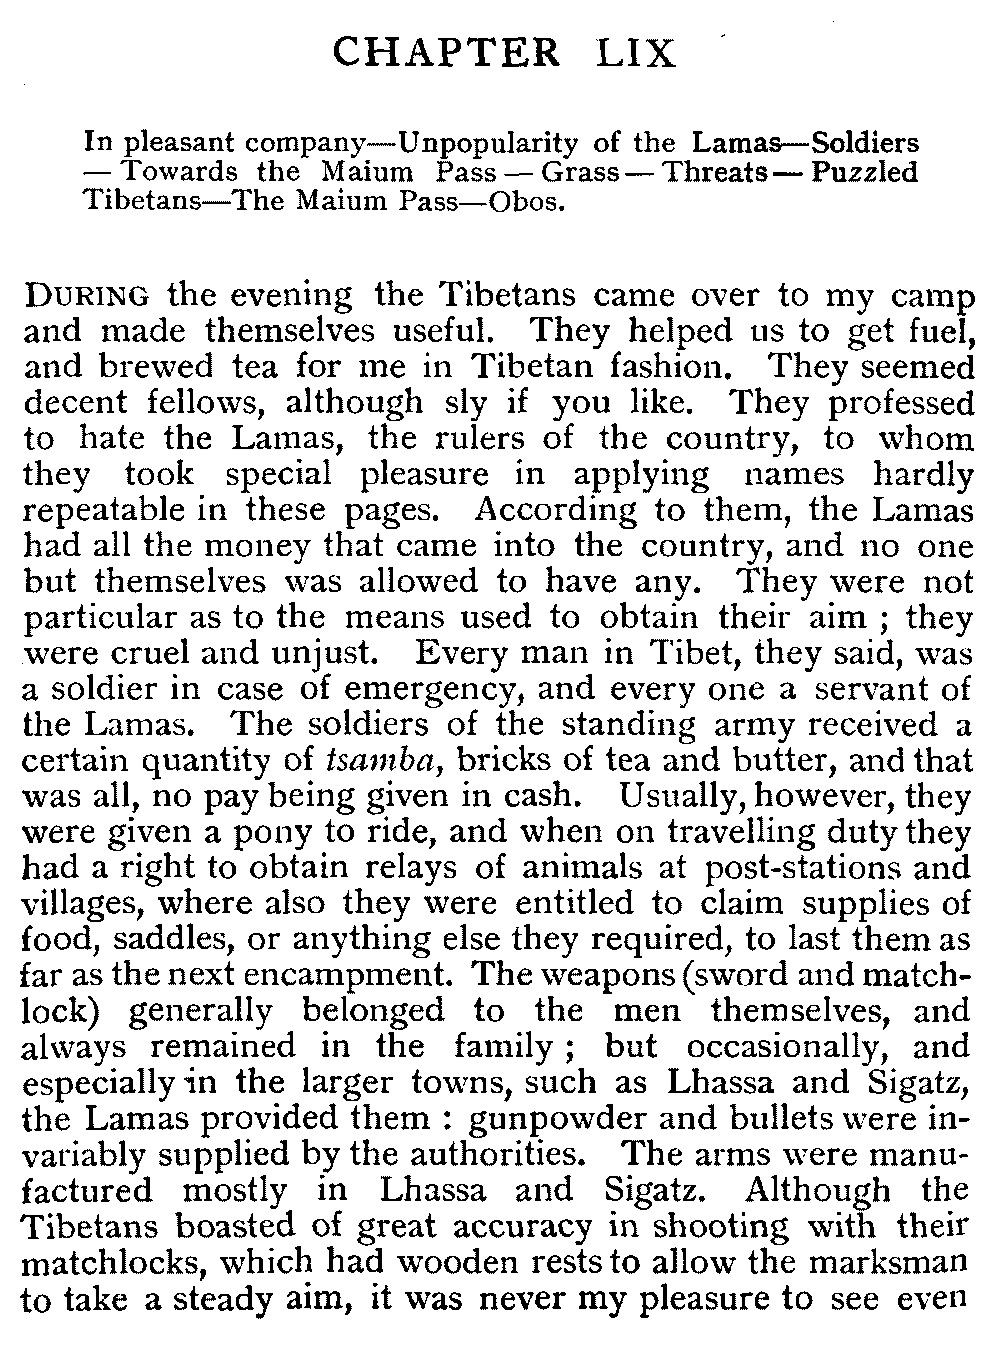 CHAPTER LIX
In pleasant company—Unpopularity of the Lamas—Soldiers
— Towards the Maium Pass — Grass — Threats — Puzzled
Tibetans—The Maium Pass—Obos.
DURING the evening the Tibetans came over to my camp
and made themselves useful. They helped us to get fuel,
and brewed tea for me in Tibetan fashion. They seemed
decent fellows, although sly if you like. They professed
to hate the Lamas, the rulers of the country, to whom
they took special pleasure in applying names hardly
repeatable in these pages. According to them, the Lamas
had all the money that came into the country, and no one
but themselves was allowed to have any. They were not
particular as to the means used to obtain their aim ; they
were cruel and unjust. Every man in Tibet, they said, was
a soldier in case of emergency, and every one a servant of
the Lamas. The soldiers of the standing army received a
certain quantity of tsamba, bricks of tea and butter, and that
was all, no pay being given in cash. Usually, however, they
were given a pony to ride, and when on travelling duty they
had a right to obtain relays of animals at post-stations and
villages, where also they were entitled to claim supplies of
food, saddles, or anything else they required, to last them as
far as the next encampment. The weapons (sword and match-
lock) generally belonged to the men themselves, and
always remained in the family ; but occasionally, and
especially in the larger towns, such as Lhassa and Sigatz,
the Lamas provided them : gunpowder and bullets were in-
variably supplied by the authorities. The arms were manu-
factured mostly in Lhassa and Sigatz. Although the
Tibetans boasted of great accuracy in shooting with their
matchlocks, which had wooden rests to allow the marksman
to take a steady aim, it was never my pleasure to see even